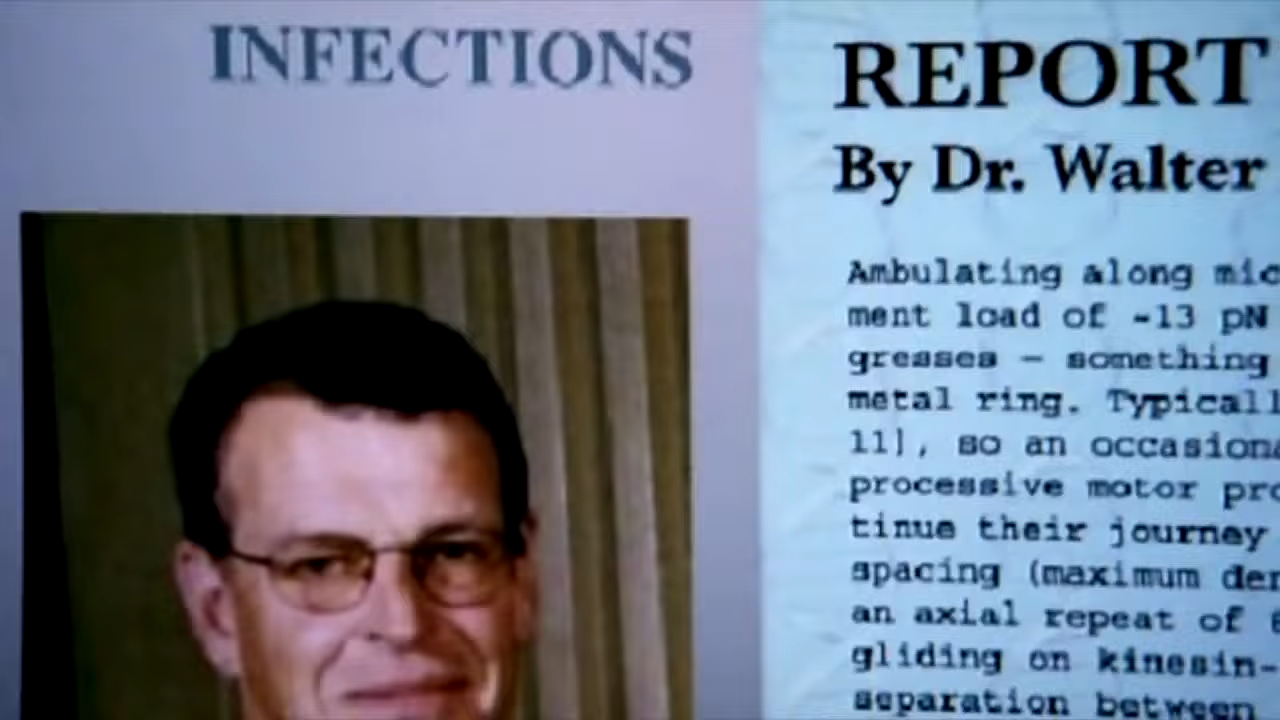 INFECTIONS
REPORT
By Dr. Walter
Ambulating along mic
ment load of ~13 pN
greases — something
metal ring. Typicall
11], so an occasiona
processive motor pro
tinue their journey
spacing (maximum den
an axial repeat of 6
gliding on kinesin-
separation between